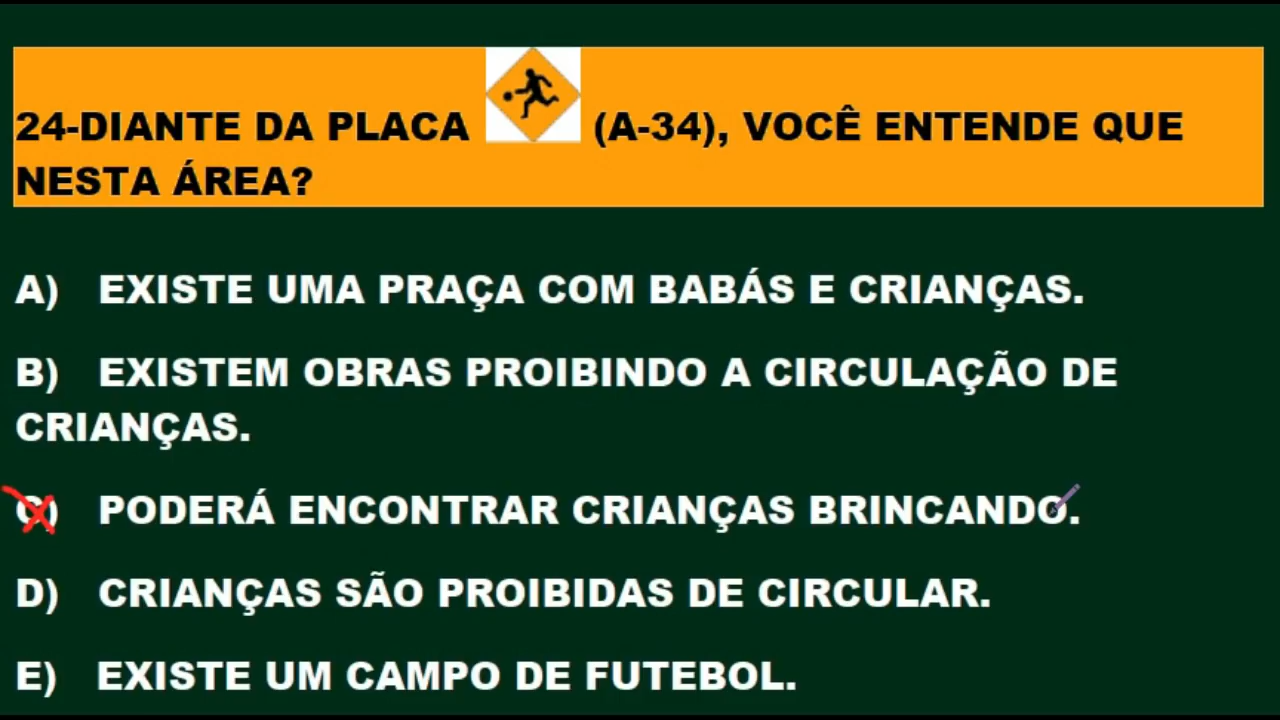 24-DIANTE DA PLACA (A-34), VOCÊ ENTENDE QUE
NESTA ÁREA?
A) EXISTE UMA PRAÇA COM BABÁS E CRIANÇAS.
B) EXISTEM OBRAS PROIBINDO A CIRCULAÇÃO DE
CRIANÇAS.
C) PODERÁ ENCONTRAR CRIANÇAS BRINCANDO.
D) CRIANÇAS SÃO PROIBIDAS DE CIRCULAR.
E) EXISTE UM CAMPO DE FUTEBOL.